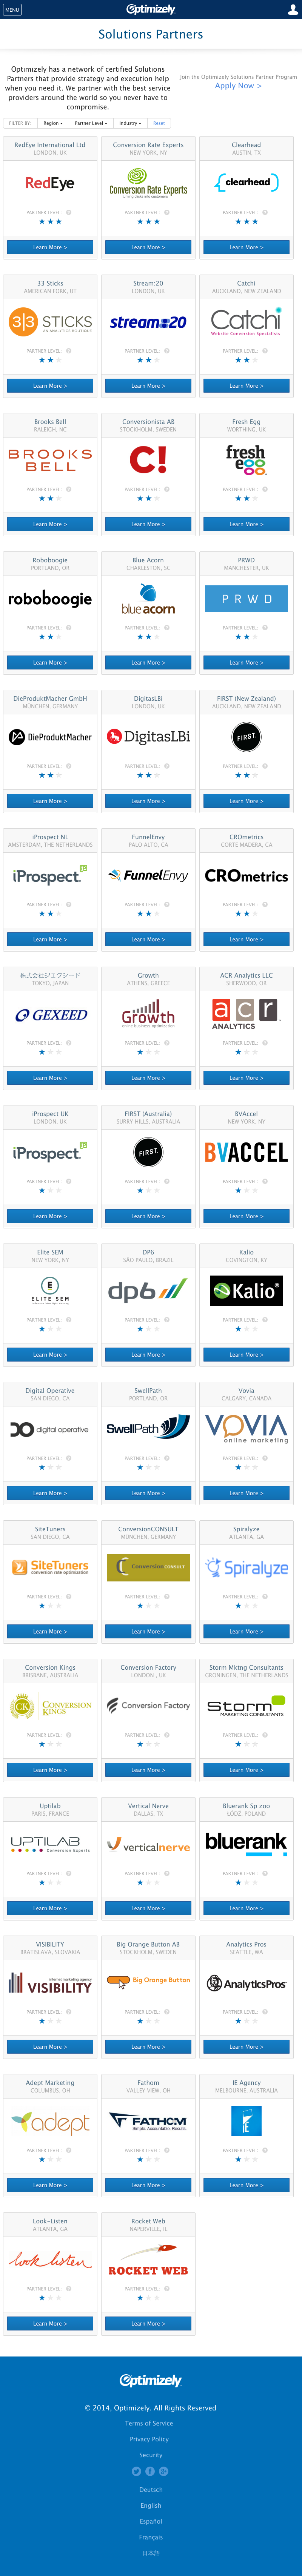 MENU
Optimizely
Solutions Partners
Optimizely has a network of certified Solutions
Partners that provide strategy and execution help
when you need it. We partner with the best service
providers around the world so you never have to
compromise.
Join the Optimizely Solutions Partner Program
Apply Now >
FILTER BY: Region Partner Level Industry Reset
RedEye International Ltd
LONDON, UK
RedEye
PARTNER LEVEL:
Learn More >
Conversion Rate Experts
NEW YORK, NY
Conversion Rate Experts
turning clicks into customers
PARTNER LEVEL:
Learn More >
Clearhead
AUSTIN, TX
clearhead
PARTNER LEVEL:
Learn More >
33 Sticks
AMERICAN FORK, UT
33 STICKS
AN ANALYTICS BOUTIQUE
PARTNER LEVEL:
Learn More >
Stream:20
LONDON, UK
stream:20
PARTNER LEVEL:
Learn More >
Catchi
AUCKLAND, NEW ZEALAND
Catchi
Website Conversion Specialists
PARTNER LEVEL:
Learn More >
Brooks Bell
RALEIGH, NC
BROOKS
BELL
PARTNER LEVEL:
Learn More >
Conversionista AB
STOCKHOLM, SWEDEN
C!
PARTNER LEVEL:
Learn More >
Fresh Egg
WORTHING, UK
fresh
egg
PARTNER LEVEL:
Learn More >
Roboboogie
PORTLAND, OR
roboboogie
PARTNER LEVEL:
Learn More >
Blue Acorn
CHARLESTON, SC
blue acorn
PARTNER LEVEL:
Learn More >
PRWD
MANCHESTER, UK
PRWD
PARTNER LEVEL:
Learn More >
DieProduktMacher GmbH
MÜNCHEN, GERMANY
DieProduktMacher
PARTNER LEVEL:
Learn More >
DigitasLBi
LONDON, UK
DigitasLBi
PARTNER LEVEL:
Learn More >
FIRST (New Zealand)
AUCKLAND, NEW ZEALAND
FIRST.
PARTNER LEVEL:
Learn More >
iProspect NL
AMSTERDAM, THE NETHERLANDS
iProspect.
PARTNER LEVEL:
Learn More >
FunnelEnvy
PALO ALTO, CA
FunnelEnvy
PARTNER LEVEL:
Learn More >
CROmetrics
CORTE MADERA, CA
CROmetrics
PARTNER LEVEL:
Learn More >
株式会社ジエウシード
TOKYO, JAPAN
GEXEED
PARTNER LEVEL:
Learn More >
Growth
ATHENS, GREECE
Growth
online business optimization
PARTNER LEVEL:
Learn More >
ACR Analytics LLC
SHERWOOD, OR
acr
ANALYTICS
PARTNER LEVEL:
Learn More >
iProspect UK
LONDON, UK
iProspect.
PARTNER LEVEL:
Learn More >
FIRST (Australia)
SURRY HILLS, AUSTRALIA
FIRST.
PARTNER LEVEL:
Learn More >
BVAccel
NEW YORK, NY
BVACCEL
PARTNER LEVEL:
Learn More >
Elite SEM
NEW YORK, NY
ELITE SEM
PARTNER LEVEL:
Learn More >
DP6
SÃO PAULO, BRAZIL
dp6
PARTNER LEVEL:
Learn More >
Kalio
COVINGTON, KY
Kalio
PARTNER LEVEL:
Learn More >
Digital Operative
SAN DIEGO, CA
digital operative
PARTNER LEVEL:
Learn More >
SwellPath
PORTLAND, OR
SWELLPATH
PARTNER LEVEL:
Learn More >
Vovia
CALGARY, CANADA
VOVIA
online marketing
PARTNER LEVEL:
Learn More >
SiteTuners
SAN DIEGO, CA
SiteTuners
conversion rate optimization
PARTNER LEVEL:
Learn More >
ConversionCONSULT
MÜNCHEN, GERMANY
Conversion CONSULT
PARTNER LEVEL:
Learn More >
Spiralyze
ATLANTA, GA
Spiralyze
PARTNER LEVEL:
Learn More >
Conversion Kings
BRISBANE, AUSTRALIA
CK CONVERSION
KINGS
PARTNER LEVEL:
Learn More >
Conversion Factory
LONDON , UK
Conversion Factory
PARTNER LEVEL:
Learn More >
Storm Mktng Consultants
GRONINGEN, THE NETHERLANDS
Storm
MARKETING CONSULTANTS
PARTNER LEVEL:
Learn More >
Uptilab
PARIS, FRANCE
UPTILAB
Conversion Experts
PARTNER LEVEL:
Learn More >
Vertical Nerve
DALLAS, TX
verticalnerve
PARTNER LEVEL:
Learn More >
Bluerank Sp zoo
ŁÓDŹ, POLAND
bluerank
PARTNER LEVEL:
Learn More >
VISIBILITY
BRATISLAVA, SLOVAKIA
internet marketing agency
VISIBILITY
PARTNER LEVEL:
Learn More >
Big Orange Button AB
STOCKHOLM, SWEDEN
Big Orange Button
PARTNER LEVEL:
Learn More >
Analytics Pros
SEATTLE, WA
AnalyticsPros
PARTNER LEVEL:
Learn More >
Adept Marketing
COLUMBUS, OH
adept
PARTNER LEVEL:
Learn More >
Fathom
VALLEY VIEW, OH
FATHOM
Simple. Accountable. Results.
PARTNER LEVEL:
Learn More >
IE Agency
MELBOURNE, AUSTRALIA
PARTNER LEVEL:
Learn More >
Look-Listen
ATLANTA, GA
look listen
PARTNER LEVEL:
Learn More >
Rocket Web
NAPERVILLE, IL
ROCKET WEB
PARTNER LEVEL:
Learn More >
Optimizely
© 2014, Optimizely. All Rights Reserved
Terms of Service
Privacy Policy
Security
Deutsch
English
Español
Français
日本語